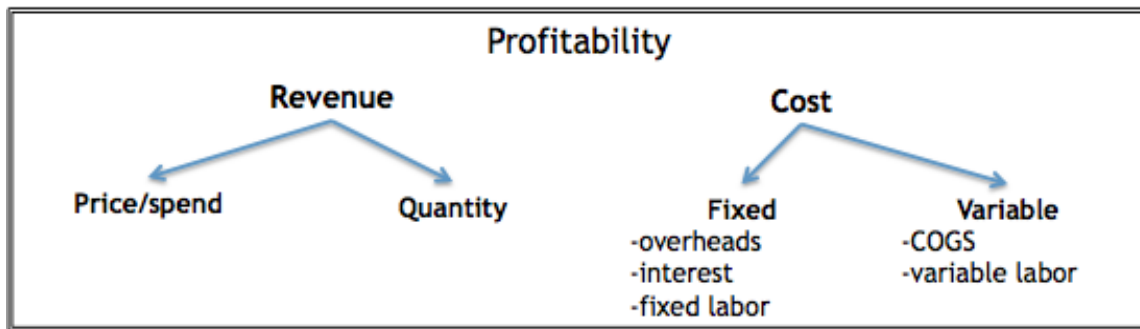 Profitability
Revenue
Cost
Price/spend
Quantity
Fixed
-overheads
-interest
-fixed labor
Variable
-COGS
-variable labor